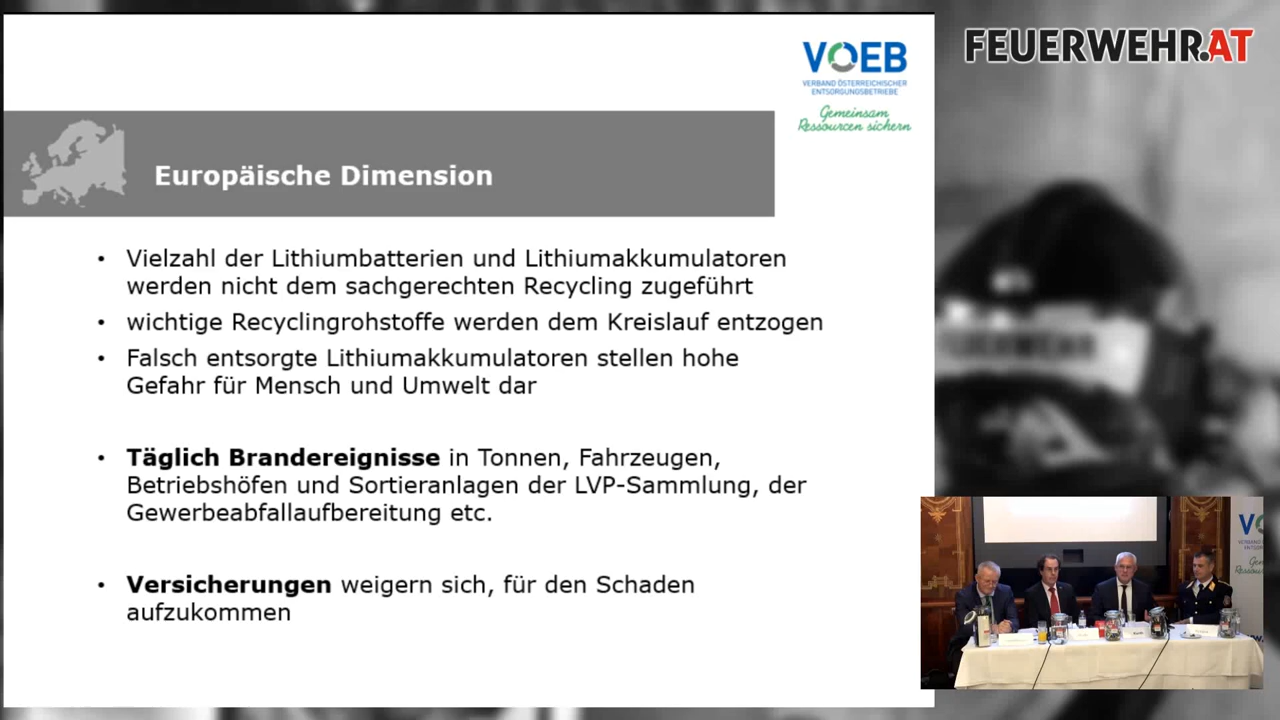 VOEB
VERBAND ÖSTERREICHISCHER
ENTSORGUNGSBETRIEBE
Gemeinsam
Ressourcen sichern
FEUERWEHR.AT
Europäische Dimension
• Vielzahl der Lithiumbatterien und Lithiumakkumulatoren
werden nicht dem sachgerechten Recycling zugeführt
• wichtige Recyclingrohstoffe werden dem Kreislauf entzogen
• Falsch entsorgte Lithiumakkumulatoren stellen hohe
Gefahr für Mensch und Umwelt dar
• Täglich Brandereignisse in Tonnen, Fahrzeugen,
Betriebshöfen und Sortieranlagen der LVP-Sammlung, der
Gewerbeabfallaufbereitung etc.
• Versicherungen weigern sich, für den Schaden
aufzukommen